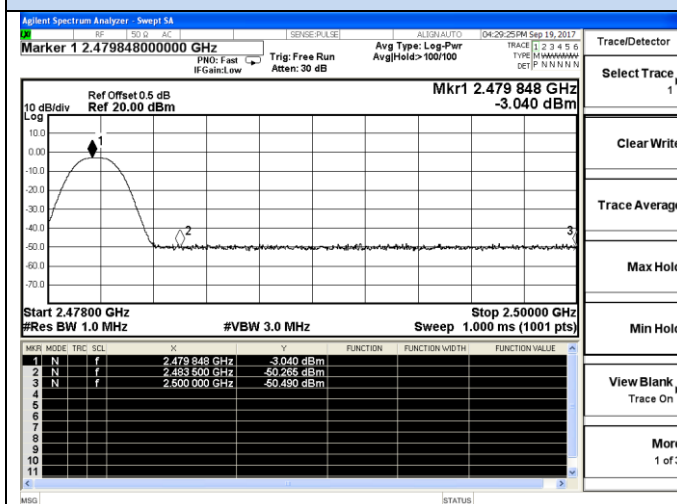 Agilent Spectrum Analyzer - Swept SA
RF 50 Ω AC SENSE:PULSE ALIGNAUTO 04:29:25PM Sep 19, 2017
Marker 1 2.479848000000 GHz
PNO: Fast
IFGain:Low
Trig: Free Run
Atten: 30 dB
Avg Type: Log-Pwr
Avg|Hold:>100/100
TRACE 1 2 3 4 5 6
TYPE M WWWWW
DET P N N N N N
Mkr1 2.479 848 GHz
-3.040 dBm
Ref Offset 0.5 dB
10 dB/div Ref 20.00 dBm
Log
10.0
0.00
-10.0
-20.0
-30.0
-40.0
-50.0
-60.0
-70.0
1
2
3
Start 2.47800 GHz Stop 2.50000 GHz
#Res BW 1.0 MHz #VBW 3.0 MHz Sweep 1.000 ms (1001 pts)
MKR MODE TRC SCL X Y FUNCTION FUNCTION WIDTH FUNCTION VALUE
1 N f 2.479 848 GHz -3.040 dBm
2 N f 2.483 500 GHz -50.265 dBm
3 N f 2.500 000 GHz -50.490 dBm
4
5
6
7
8
9
10
11
MSG STATUS
Trace/Detector
Select Trace
1
Clear Write
Trace Average
Max Hold
Min Hold
View Blank
Trace On
More
1 of 3